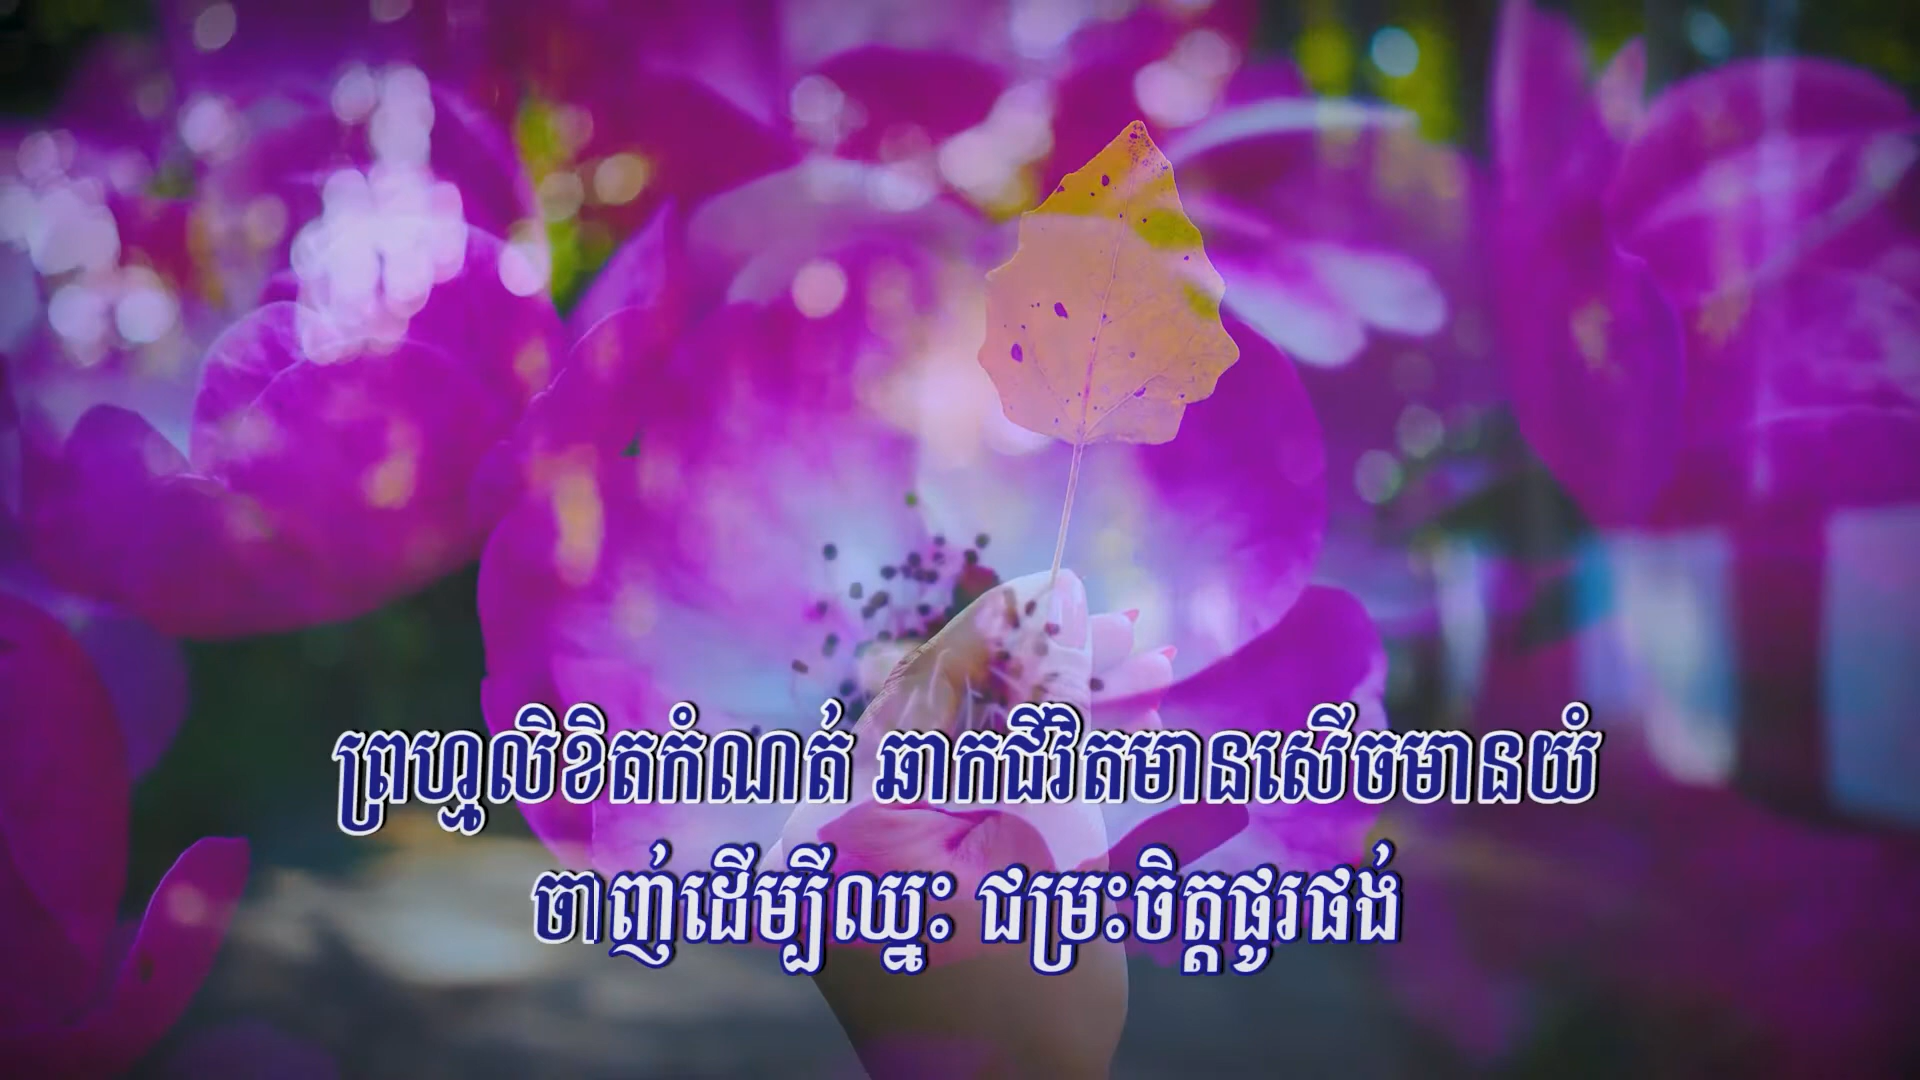 ព្រហ្មលិខិតកំណត់ ឆាកជីវិតមានសើចមានយំ
ចាញ់ដើម្បីឈ្នះ ជម្រះចិត្តផូរផង់